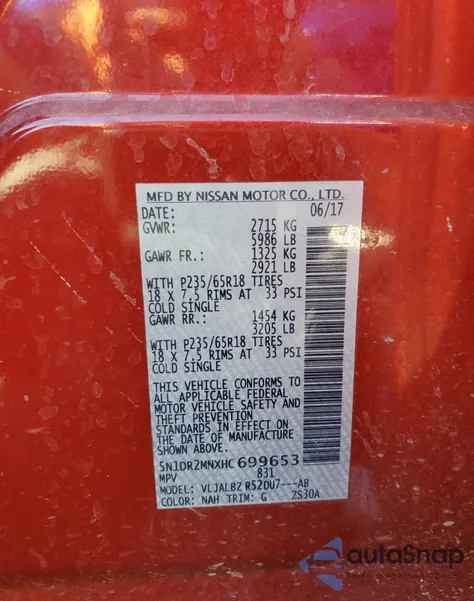 MFD BY NISSAN MOTOR CO., LTD.
DATE: 06/17
GVWR: 2715 KG
5986 LB
GAWR FR.: 1325 KG
2921 LB
WITH P235/65R18 TIRES
18 X 7.5 RIMS AT 33 PSI
COLD SINGLE
GAWR RR.: 1454 KG
3205 LB
WITH P235/65R18 TIRES
18 X 7.5 RIMS AT 33 PSI
COLD SINGLE
THIS VEHICLE CONFORMS TO
ALL APPLICABLE FEDERAL
MOTOR VEHICLE SAFETY AND
THEFT PREVENTION
STANDARDS IN EFFECT ON
THE DATE OF MANUFACTURE
SHOWN ABOVE.
5N1DR2MNXHC699653
MPV 831
MODEL: VLJALBZ R52DU7---AB
COLOR: NAH TRIM: G ZS30A
autoSnap